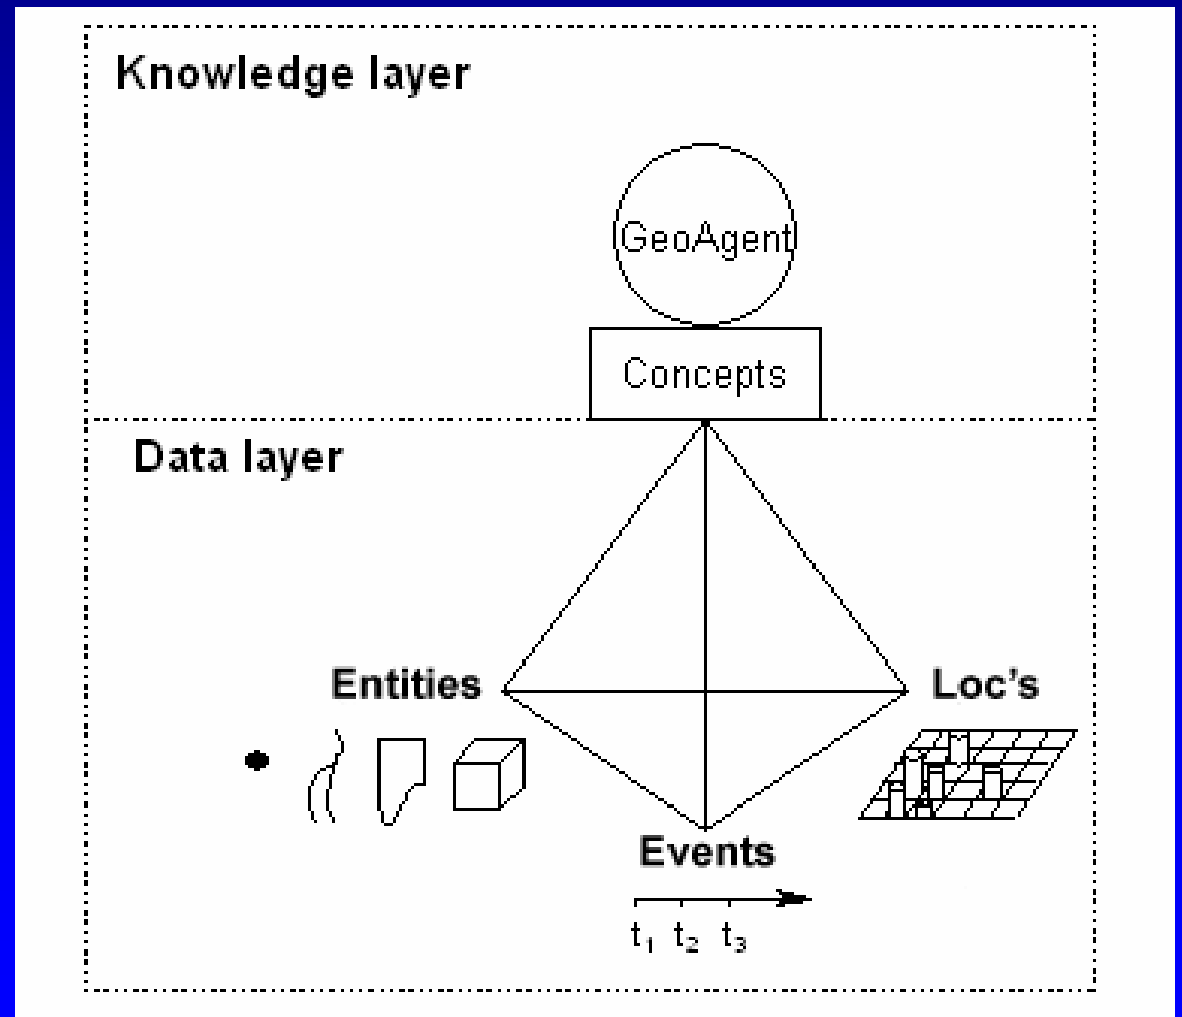 Knowledge layer
GeoAgent
Concepts
Data layer
Entities
Loc's
Events
t1 t2 t3